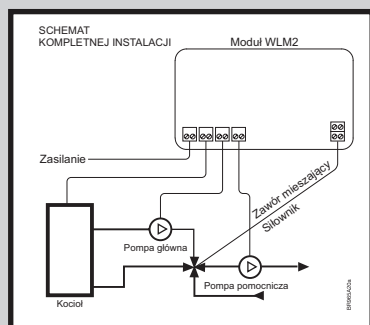 SCHEMAT
KOMPLETNEJ INSTALACJI
Moduł WLM2
Zasilanie
Zawór mieszający
Siłownik
Pompa główna
Pompa pomocnicza
Kocioł